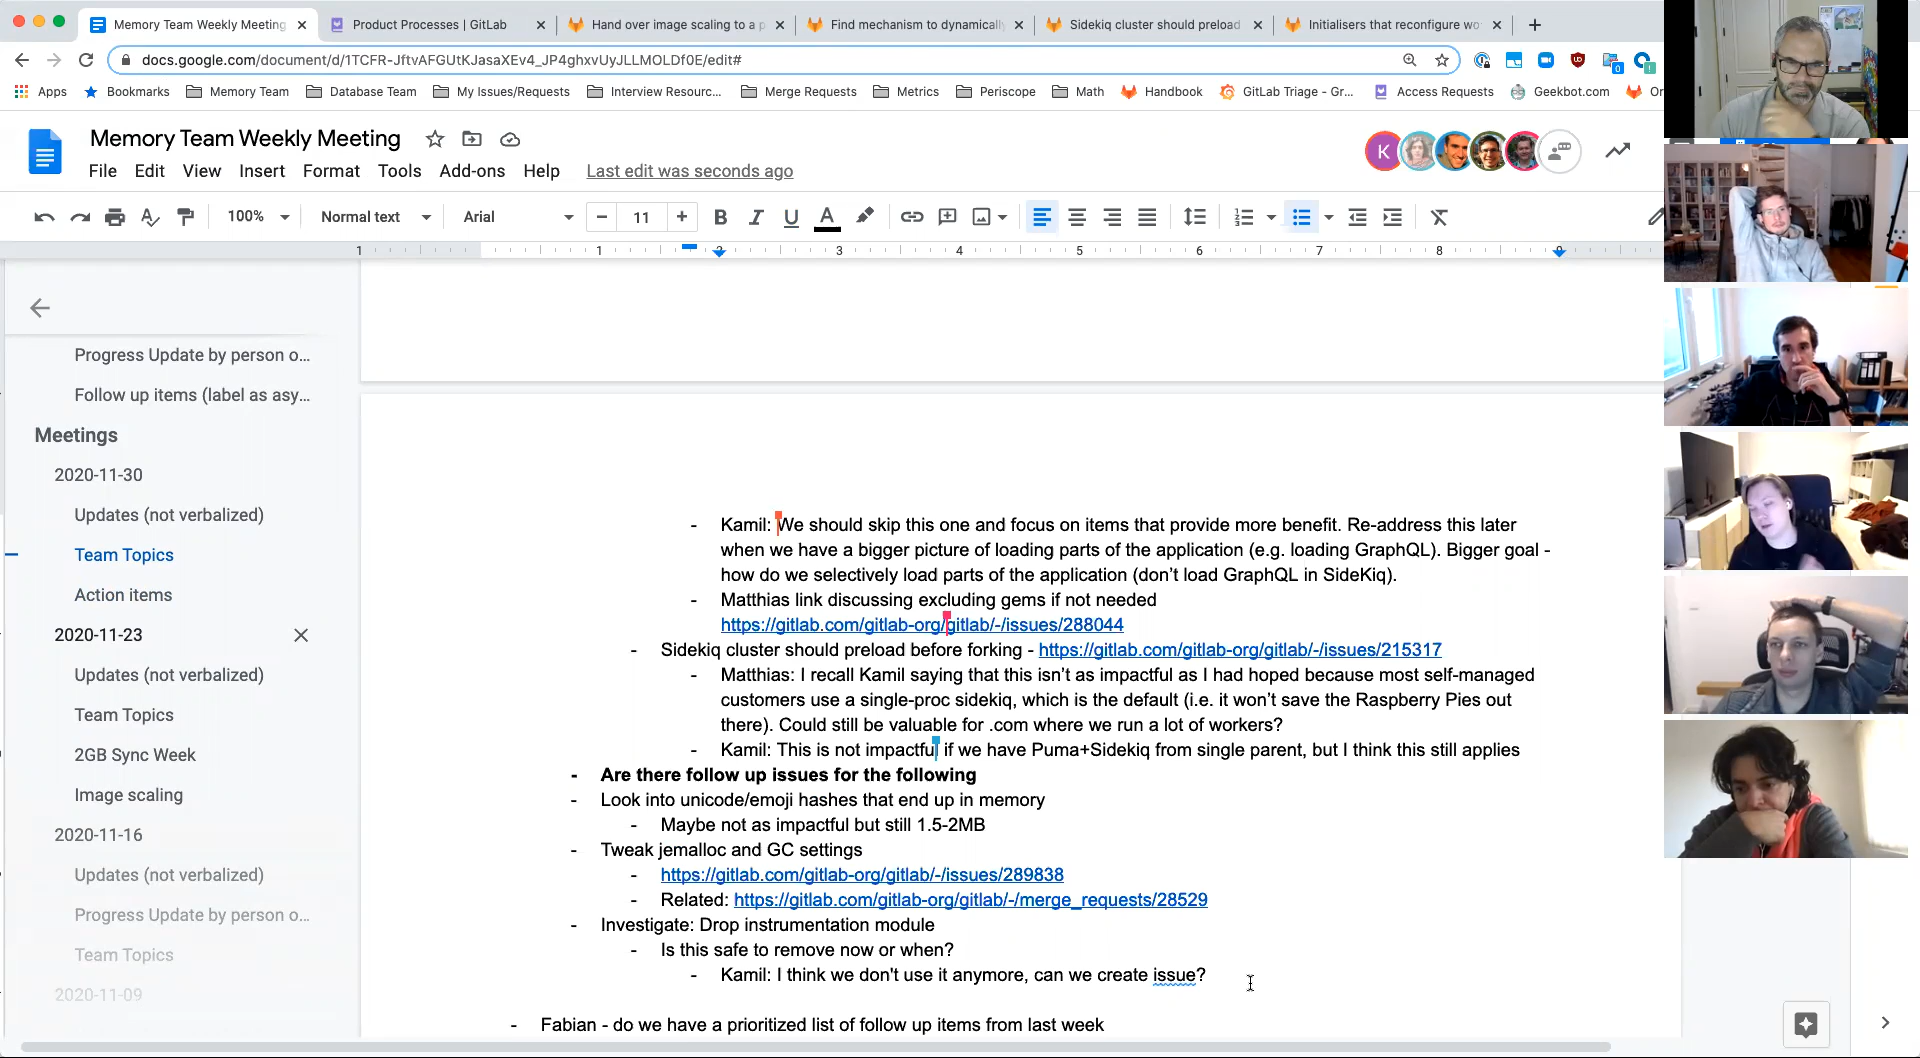 Memory Team Weekly Meeting
Product Processes | GitLab
Hand over image scaling to a p
Find mechanism to dynamically
Sidekiq cluster should preload
Initialisers that reconfigure wo
docs.google.com/document/d/1TCFR-JftvAFGUtKJasaXEv4_JP4ghxvUyJLLMOLDf0E/edit#
Apps
Bookmarks
Memory Team
Database Team
My Issues/Requests
Interview Resourc...
Merge Requests
Metrics
Periscope
Math
Handbook
GitLab Triage - Gr...
Access Requests
Geekbot.com
Or
Memory Team Weekly Meeting
K
File Edit View Insert Format Tools Add-ons Help Last edit was seconds ago
100% Normal text Arial 11
1 1 2 3 4 5 6 7 8 9
Progress Update by person o...
Follow up items (label as asy...
Meetings
2020-11-30
Updates (not verbalized)
Team Topics
Action items
2020-11-23
Updates (not verbalized)
Team Topics
2GB Sync Week
Image scaling
2020-11-16
Updates (not verbalized)
Progress Update by person o...
Team Topics
2020-11-09
- Kamil: We should skip this one and focus on items that provide more benefit. Re-address this later
when we have a bigger picture of loading parts of the application (e.g. loading GraphQL). Bigger goal -
how do we selectively load parts of the application (don't load GraphQL in SideKiq).
- Matthias link discussing excluding gems if not needed
https://gitlab.com/gitlab-org/gitlab/-/issues/288044
- Sidekiq cluster should preload before forking - https://gitlab.com/gitlab-org/gitlab/-/issues/215317
- Matthias: I recall Kamil saying that this isn't as impactful as I had hoped because most self-managed
customers use a single-proc sidekiq, which is the default (i.e. it won't save the Raspberry Pies out
there). Could still be valuable for .com where we run a lot of workers?
- Kamil: This is not impactful if we have Puma+Sidekiq from single parent, but I think this still applies
- Are there follow up issues for the following
- Look into unicode/emoji hashes that end up in memory
- Maybe not as impactful but still 1.5-2MB
- Tweak jemalloc and GC settings
- https://gitlab.com/gitlab-org/gitlab/-/issues/289838
- Related: https://gitlab.com/gitlab-org/gitlab/-/merge_requests/28529
- Investigate: Drop instrumentation module
- Is this safe to remove now or when?
- Kamil: I think we don't use it anymore, can we create issue?
- Fabian - do we have a prioritized list of follow up items from last week